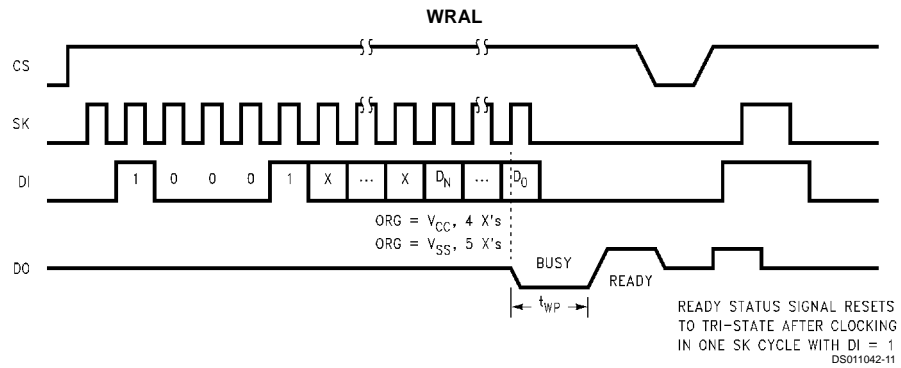 WRAL
CS
SK
DI 1 0 0 0 1 X ... X D_N ... D_0
ORG = V_CC, 4 X's
ORG = V_SS, 5 X's
DO BUSY
READY
t_WP
READY STATUS SIGNAL RESETS
TO TRI-STATE AFTER CLOCKING
IN ONE SK CYCLE WITH DI = 1
DS011042-11